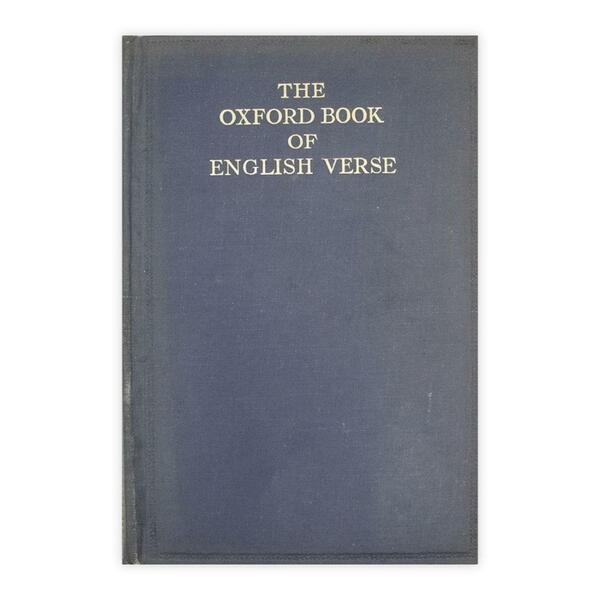 THE
OXFORD BOOK
OF
ENGLISH VERSE